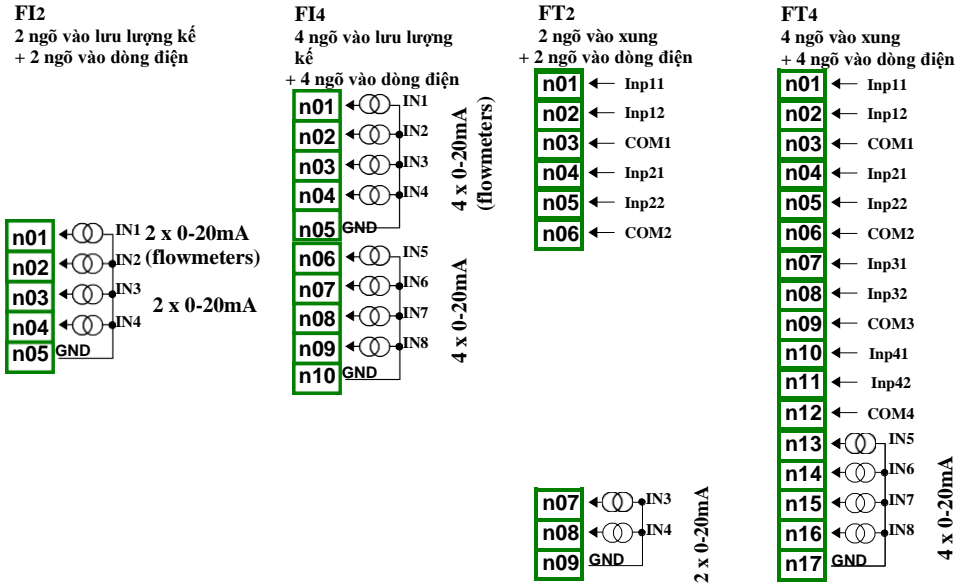 FI2
2 ngõ vào lưu lượng kế
+ 2 ngõ vào dòng điện
n01 IN1
n02 IN2
n03 IN3
n04 IN4
n05 GND
2 x 0-20mA
(flowmeters)
2 x 0-20mA
FI4
4 ngõ vào lưu lượng
kế
+ 4 ngõ vào dòng điện
n01 IN1
n02 IN2
n03 IN3
n04 IN4
n05 GND
4 x 0-20mA
(flowmeters)
n06 IN5
n07 IN6
n08 IN7
n09 IN8
n10 GND
4 x 0-20mA
FT2
2 ngõ vào xung
+ 2 ngõ vào dòng điện
n01 Inp11
n02 Inp12
n03 COM1
n04 Inp21
n05 Inp22
n06 COM2
n07 IN3
n08 IN4
n09 GND
2 x 0-20mA
FT4
4 ngõ vào xung
+ 4 ngõ vào dòng điện
n01 Inp11
n02 Inp12
n03 COM1
n04 Inp21
n05 Inp22
n06 COM2
n07 Inp31
n08 Inp32
n09 COM3
n10 Inp41
n11 Inp42
n12 COM4
n13 IN5
n14 IN6
n15 IN7
n16 IN8
n17 GND
4 x 0-20mA